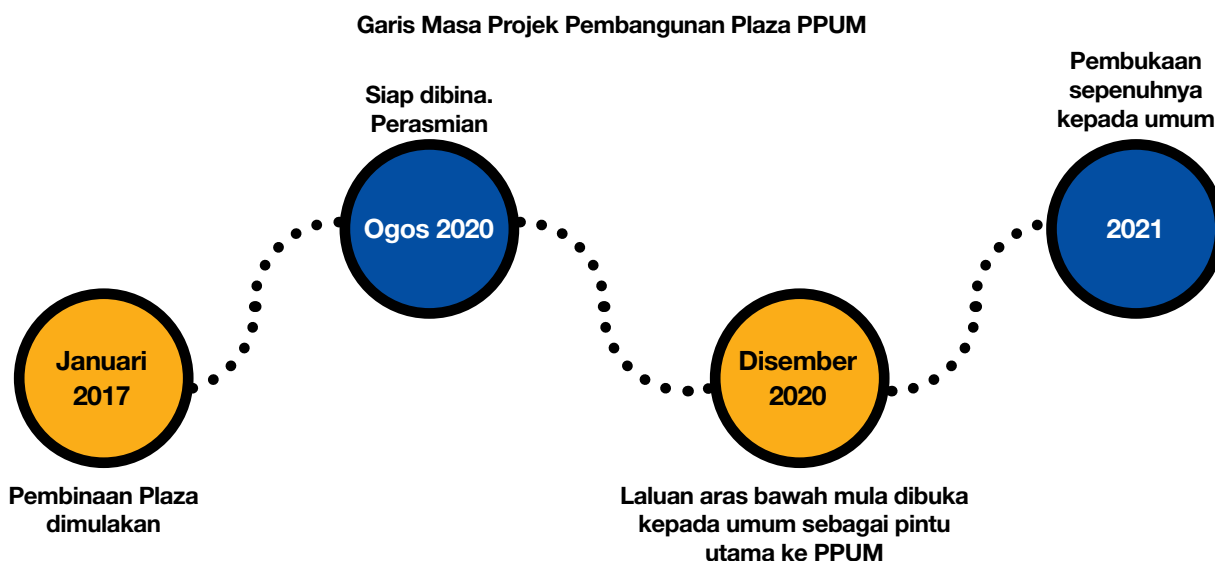 Garis Masa Projek Pembangunan Plaza PPUM
Januari
2017
Pembinaan Plaza
dimulakan
Siap dibina.
Perasmian
Ogos 2020
Disember
2020
Laluan aras bawah mula dibuka
kepada umum sebagai pintu
utama ke PPUM
Pembukaan
sepenuhnya
kepada umum
2021